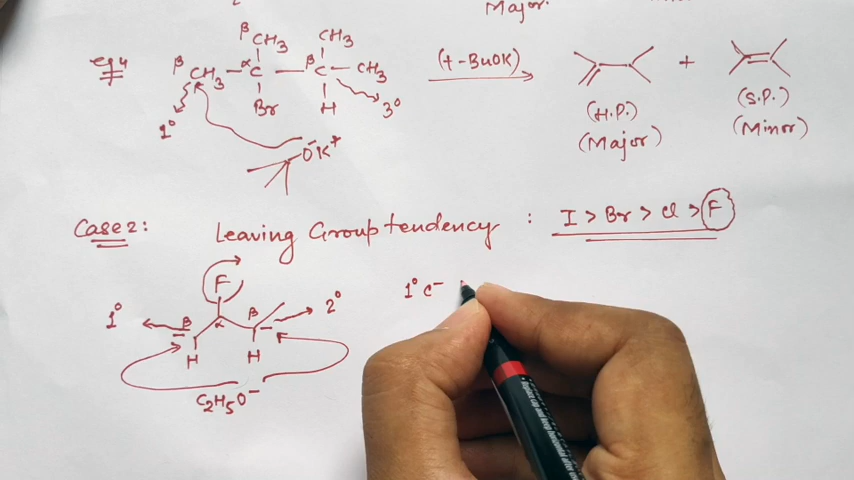 Major.
β CH3 CH3
eg 4 β CH3 – α C – β C – CH3 (t-BuOK) +
Br H 3°
1°
(H.P.) (S.P.)
(Major) (Minor)
O⁻K⁺
Case 2: Leaving Group tendency : I > Br > Cl > F
F
1° β α β 2° 1° C⁻
H H
C2H5O⁻